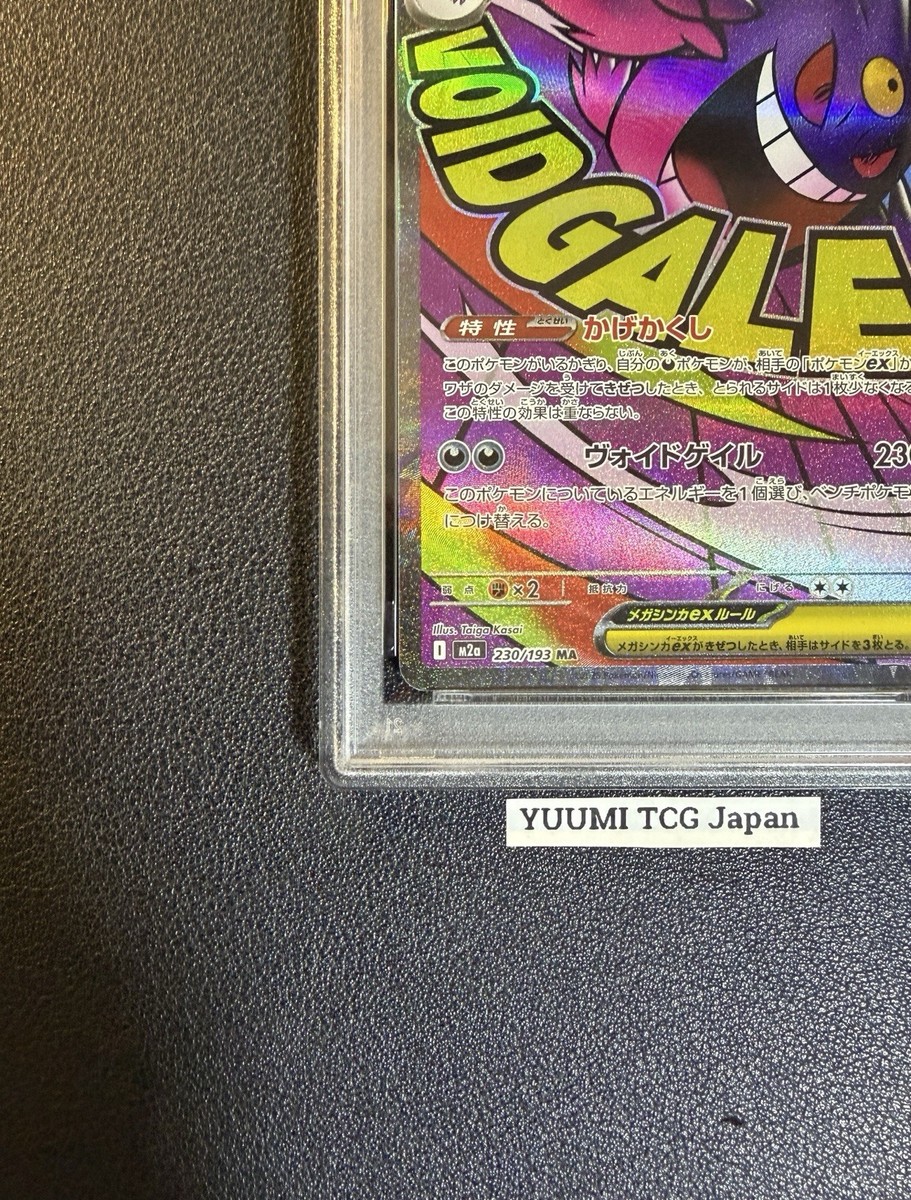 VOID GALE
特性 とくせい かげかくし
このポケモンがいるかぎり、自分のポケモンが、相手の「ポケモンex」か
ワザのダメージを受けてきぜつしたとき、とられるサイドは1枚少なくなる
この特性の効果は重ならない。
ヴォイドゲイル 230
このポケモンについているエネルギーを1個選び、ベンチポケモ
につけ替える。
弱点 ×2 抵抗力 にげる
メガシンカexルール
メガシンカexがきぜつしたとき、相手はサイドを3枚とる。
Illus. Taiga Kasai
I m2a 230/193 MA
YUUMI TCG Japan